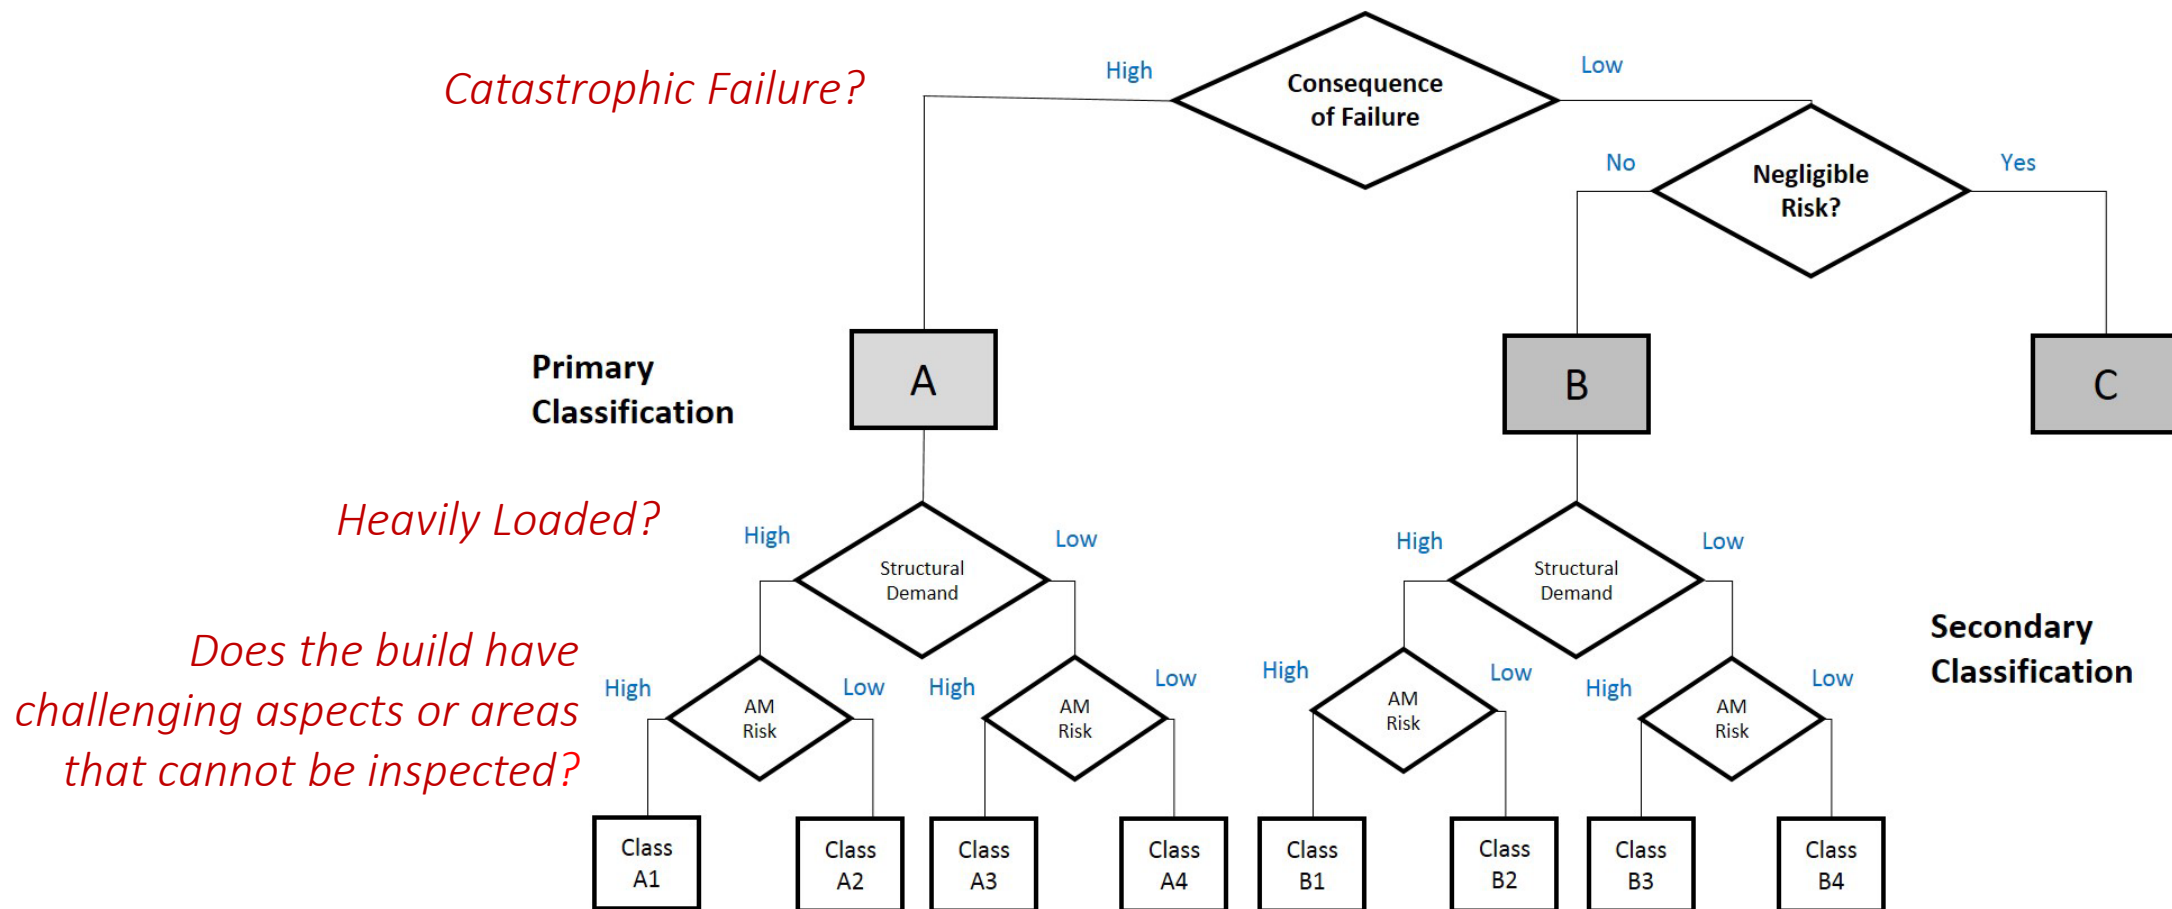 Catastrophic Failure?
High
Consequence
of Failure
Low
No
Negligible
Risk?
Yes
Primary
Classification
A
B
C
Heavily Loaded?
High
Structural
Demand
Low
High
Structural
Demand
Low
Does the build have
challenging aspects or areas
that cannot be inspected?
High
AM
Risk
Low
High
AM
Risk
Low
High
AM
Risk
Low
High
AM
Risk
Low
Secondary
Classification
Class
A1
Class
A2
Class
A3
Class
A4
Class
B1
Class
B2
Class
B3
Class
B4